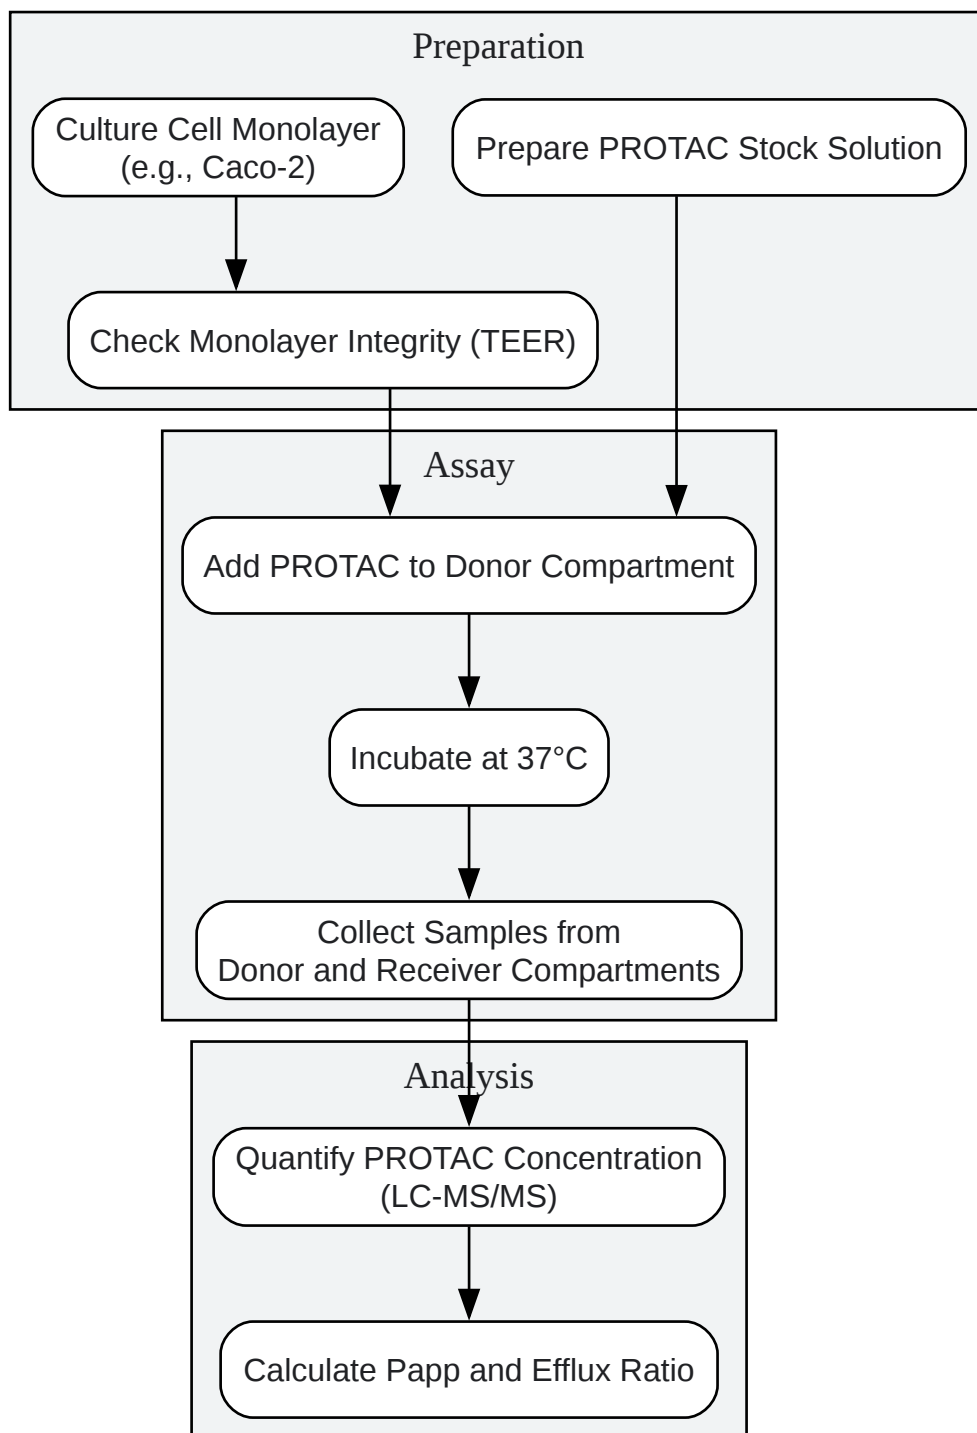 Preparation
Culture Cell Monolayer
(e.g., Caco-2)
Prepare PROTAC Stock Solution
Check Monolayer Integrity (TEER)
Assay
Add PROTAC to Donor Compartment
Incubate at 37°C
Collect Samples from
Donor and Receiver Compartments
Analysis
Quantify PROTAC Concentration
(LC-MS/MS)
Calculate Papp and Efflux Ratio